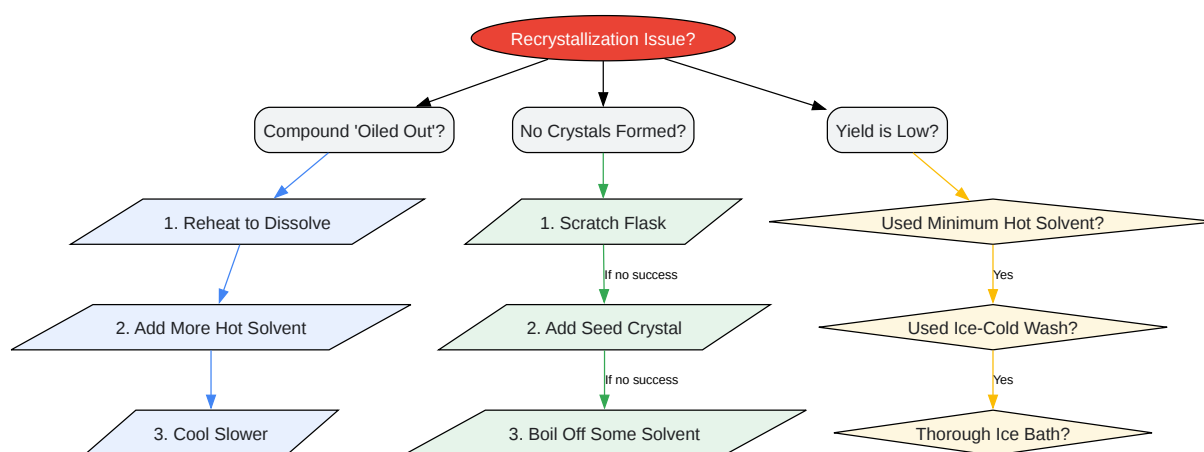 Recrystallization Issue?
Compound 'Oiled Out'?
No Crystals Formed?
Yield is Low?
1. Reheat to Dissolve
1. Scratch Flask
Used Minimum Hot Solvent?
If no success
Yes
2. Add More Hot Solvent
2. Add Seed Crystal
Used Ice-Cold Wash?
If no success
Yes
3. Cool Slower
3. Boil Off Some Solvent
Thorough Ice Bath?